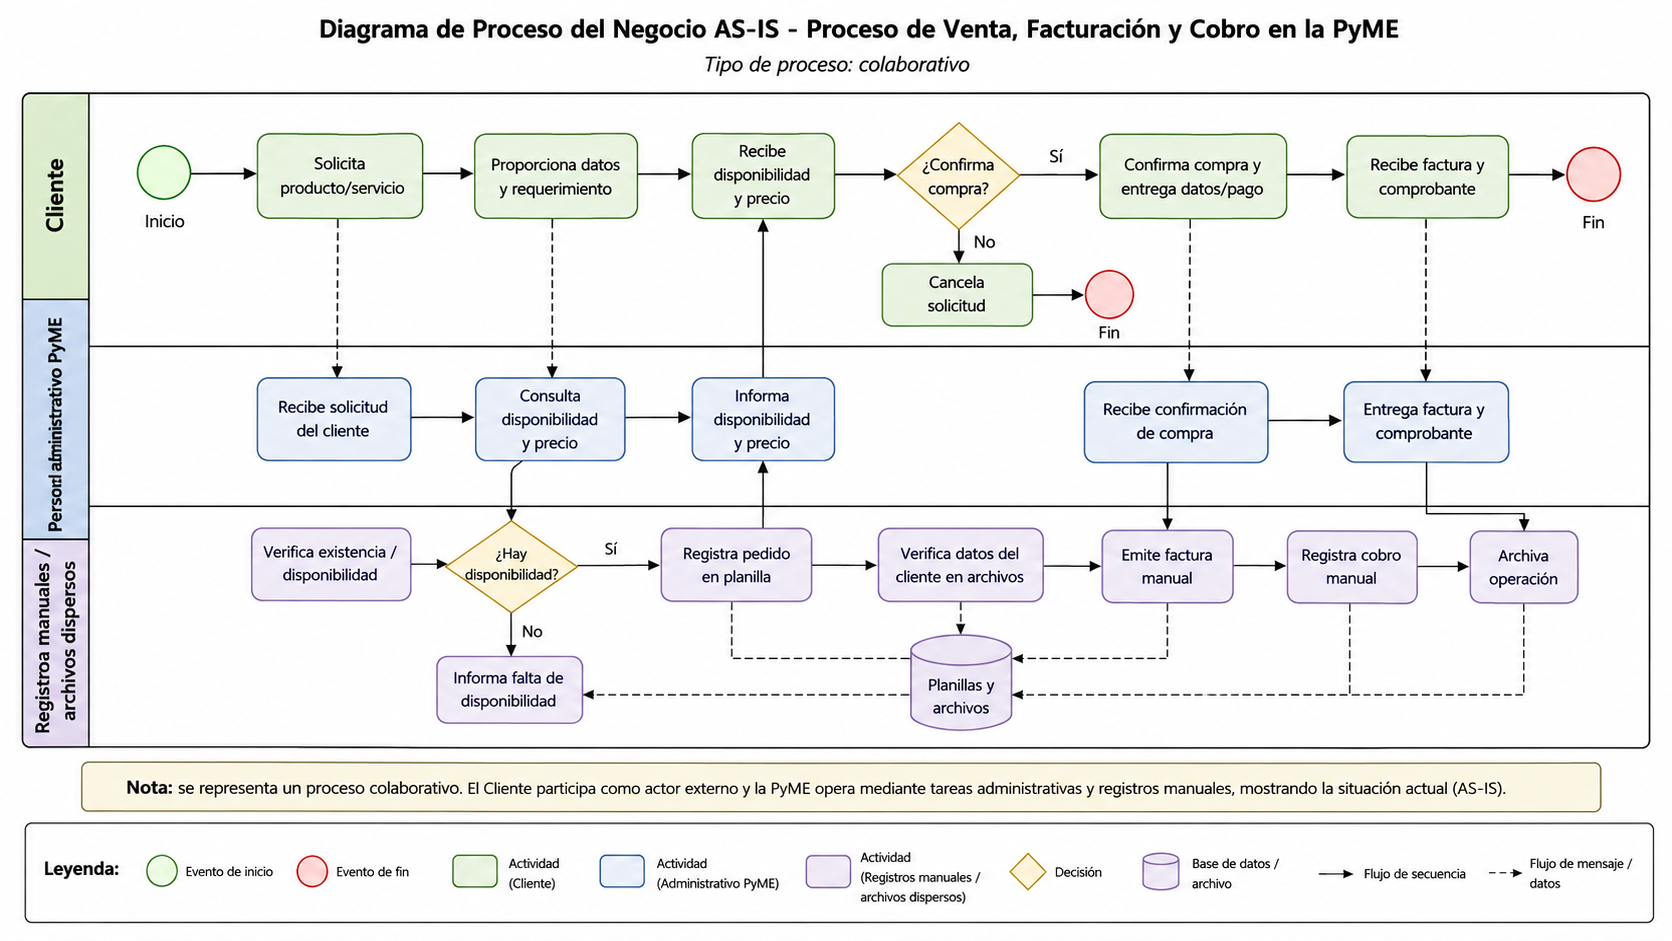 Diagrama de Proceso del Negocio AS-IS - Proceso de Venta, Facturación y Cobro en la PyME
Tipo de proceso: colaborativo
Cliente
Inicio
Solicita
producto/servicio
Proporciona datos
y requerimiento
Recibe
disponibilidad
y precio
¿Confirma
compra?
Sí
No
Confirma compra y
entrega datos/pago
Recibe factura y
comprobante
Fin
Cancela
solicitud
Fin
administrativo PyME
Recibe solicitud
del cliente
Consulta
disponibilidad
y precio
Informa
disponibilidad
y precio
Recibe confirmación
de compra
Entrega factura y
comprobante
Registroa manuales /
archivos dispersos
Verifica existencia /
disponibilidad
¿Hay
disponibilidad?
Sí
No
Registra pedido
en planilla
Verifica datos del
cliente en archivos
Emite factura
manual
Registra cobro
manual
Archiva
operación
Informa falta de
disponibilidad
Planillas y
archivos
Nota: se representa un proceso colaborativo. El Cliente participa como actor externo y la PyME opera mediante tareas administrativas y registros manuales, mostrando la situación actual (AS-IS).
Leyenda:
Evento de inicio
Evento de fin
Actividad
(Cliente)
Actividad
(Administrativo PyME)
Actividad
(Registros manuales /
archivos dispersos)
Decisión
Base de datos /
archivo
Flujo de secuencia
Flujo de mensaje /
datos